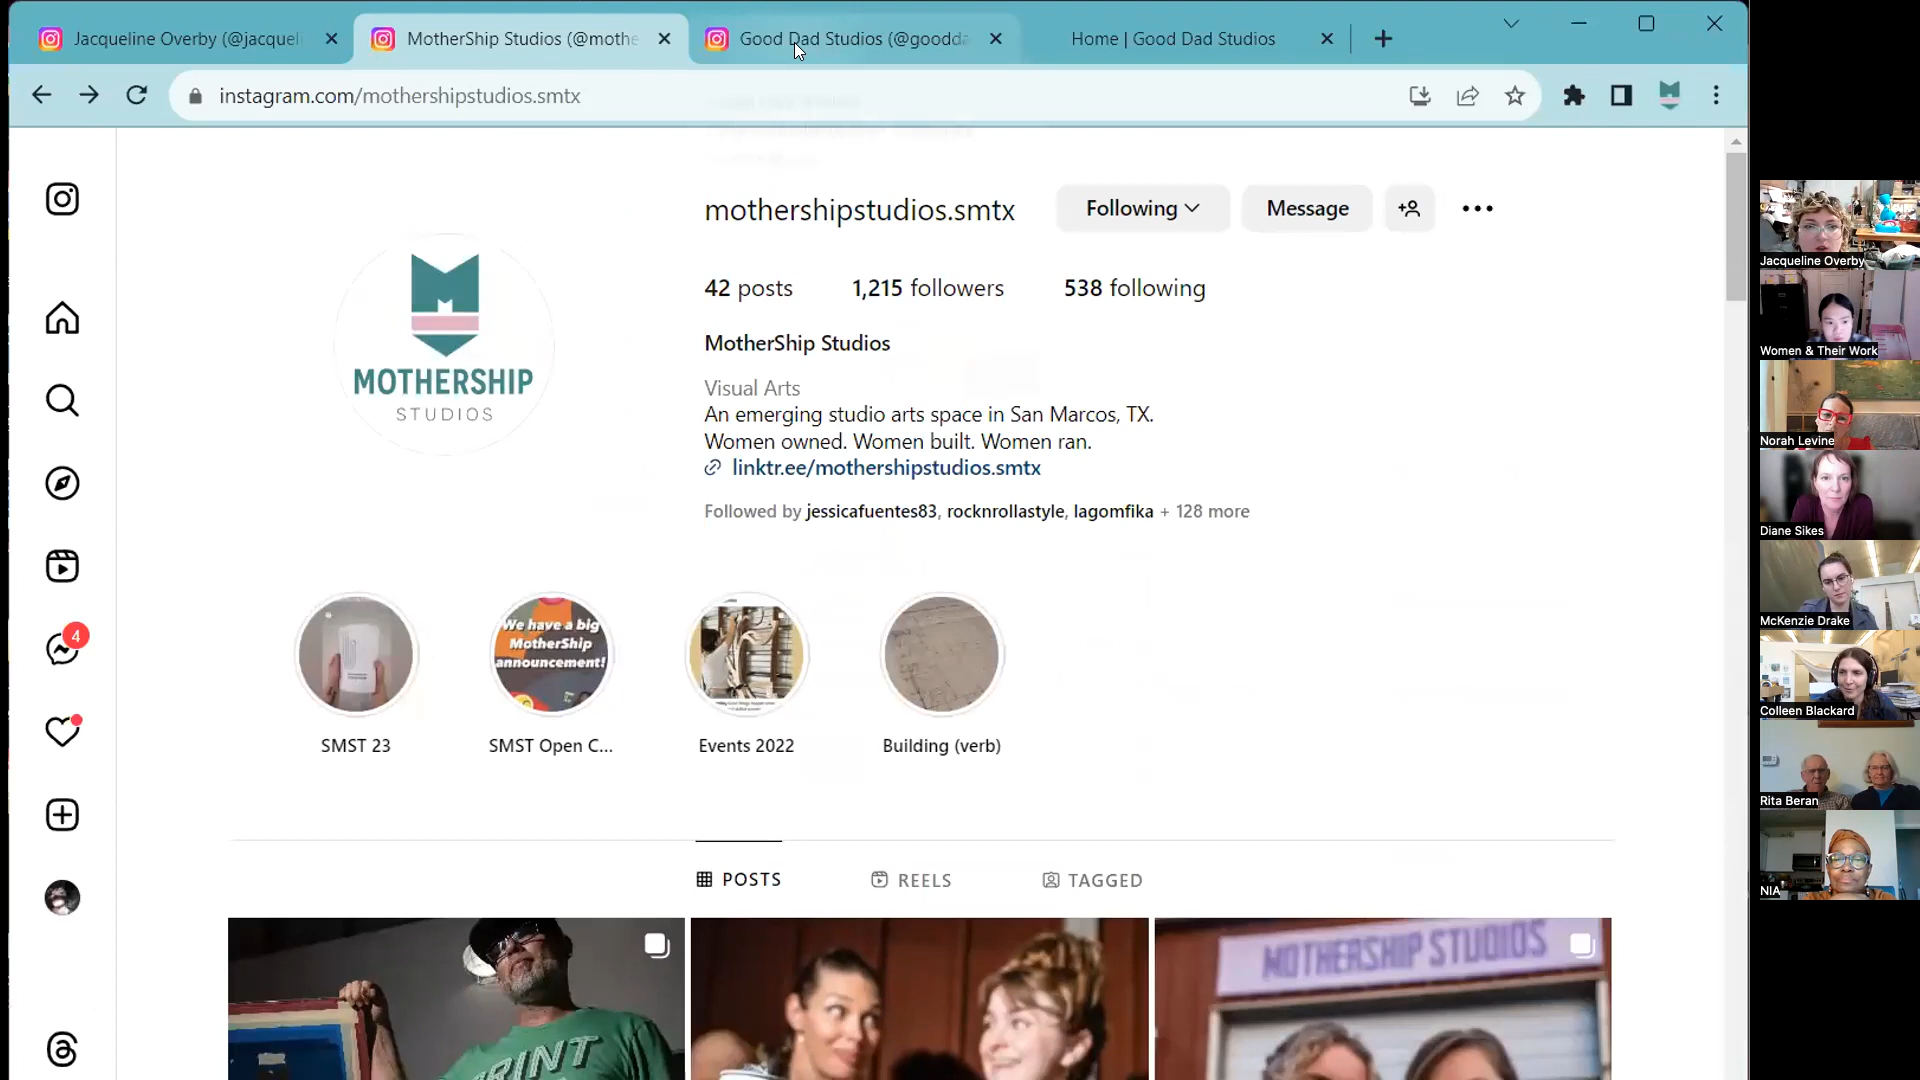 Jacqueline Overby (@jacquel
MotherShip Studios (@mothe
Good Dad Studios (@goodda
Home | Good Dad Studios
instagram.com/mothershipstudios.smtx
mothershipstudios.smtx
Following
Message
42 posts
1,215 followers
538 following
MOTHERSHIP
STUDIOS
MotherShip Studios
Visual Arts
An emerging studio arts space in San Marcos, TX.
Women owned. Women built. Women ran.
linktr.ee/mothershipstudios.smtx
Followed by jessicafuentes83, rocknrollastyle, lagomfika + 128 more
4
We have a big
MotherShip
announcement!
SMST 23
SMST Open C...
Events 2022
Building (verb)
POSTS
REELS
TAGGED
PRINT
MOTHERSHIP STUDIOS
Jacqueline Overby
Women & Their Work
Norah Levine
Diane Sikes
McKenzie Drake
Colleen Blackard
Rita Beran
NIA